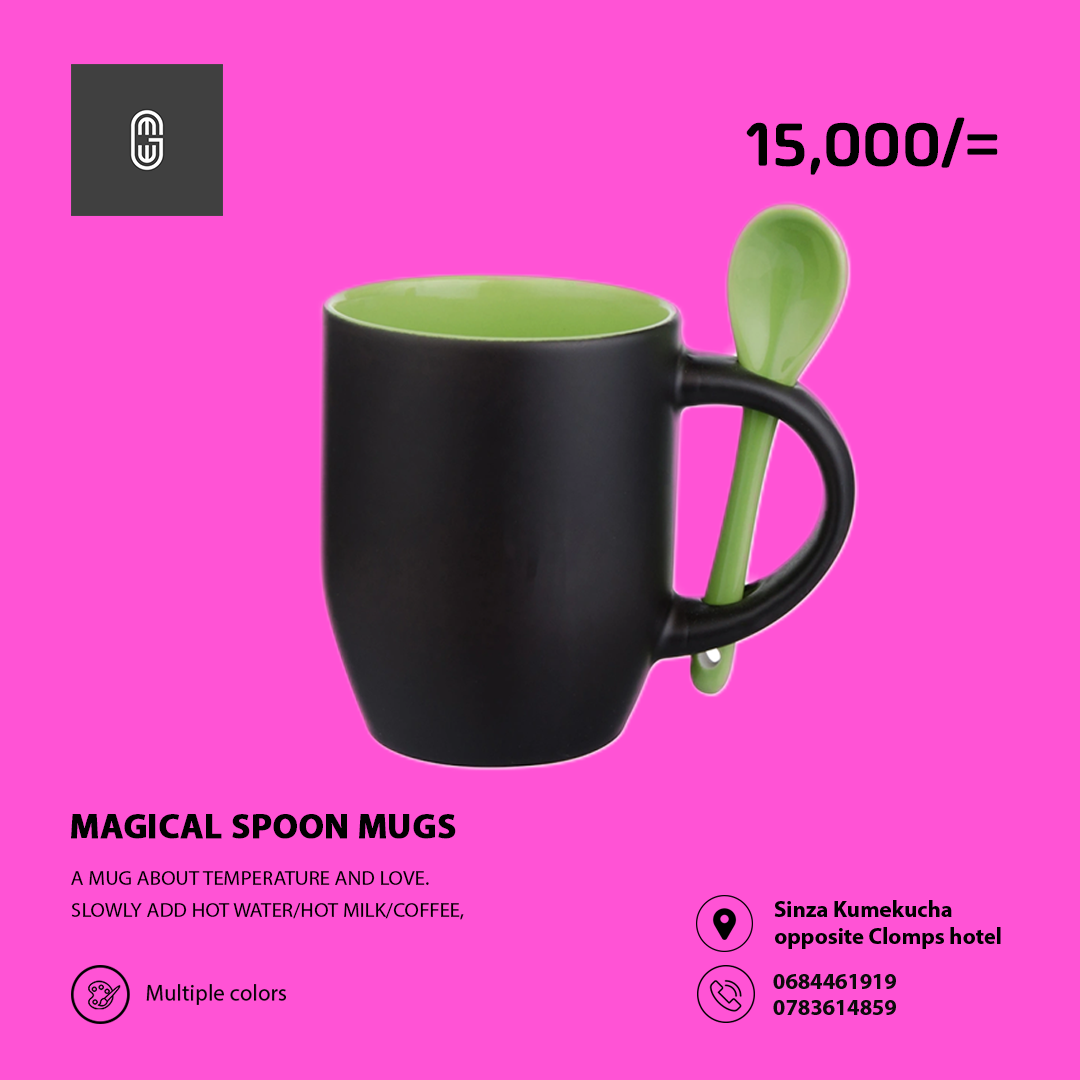 15,000/=
MAGICAL SPOON MUGS
A MUG ABOUT TEMPERATURE AND LOVE.
SLOWLY ADD HOT WATER/HOT MILK/COFFEE,
Multiple colors
Sinza Kumekucha
opposite Clomps hotel
0684461919
0783614859